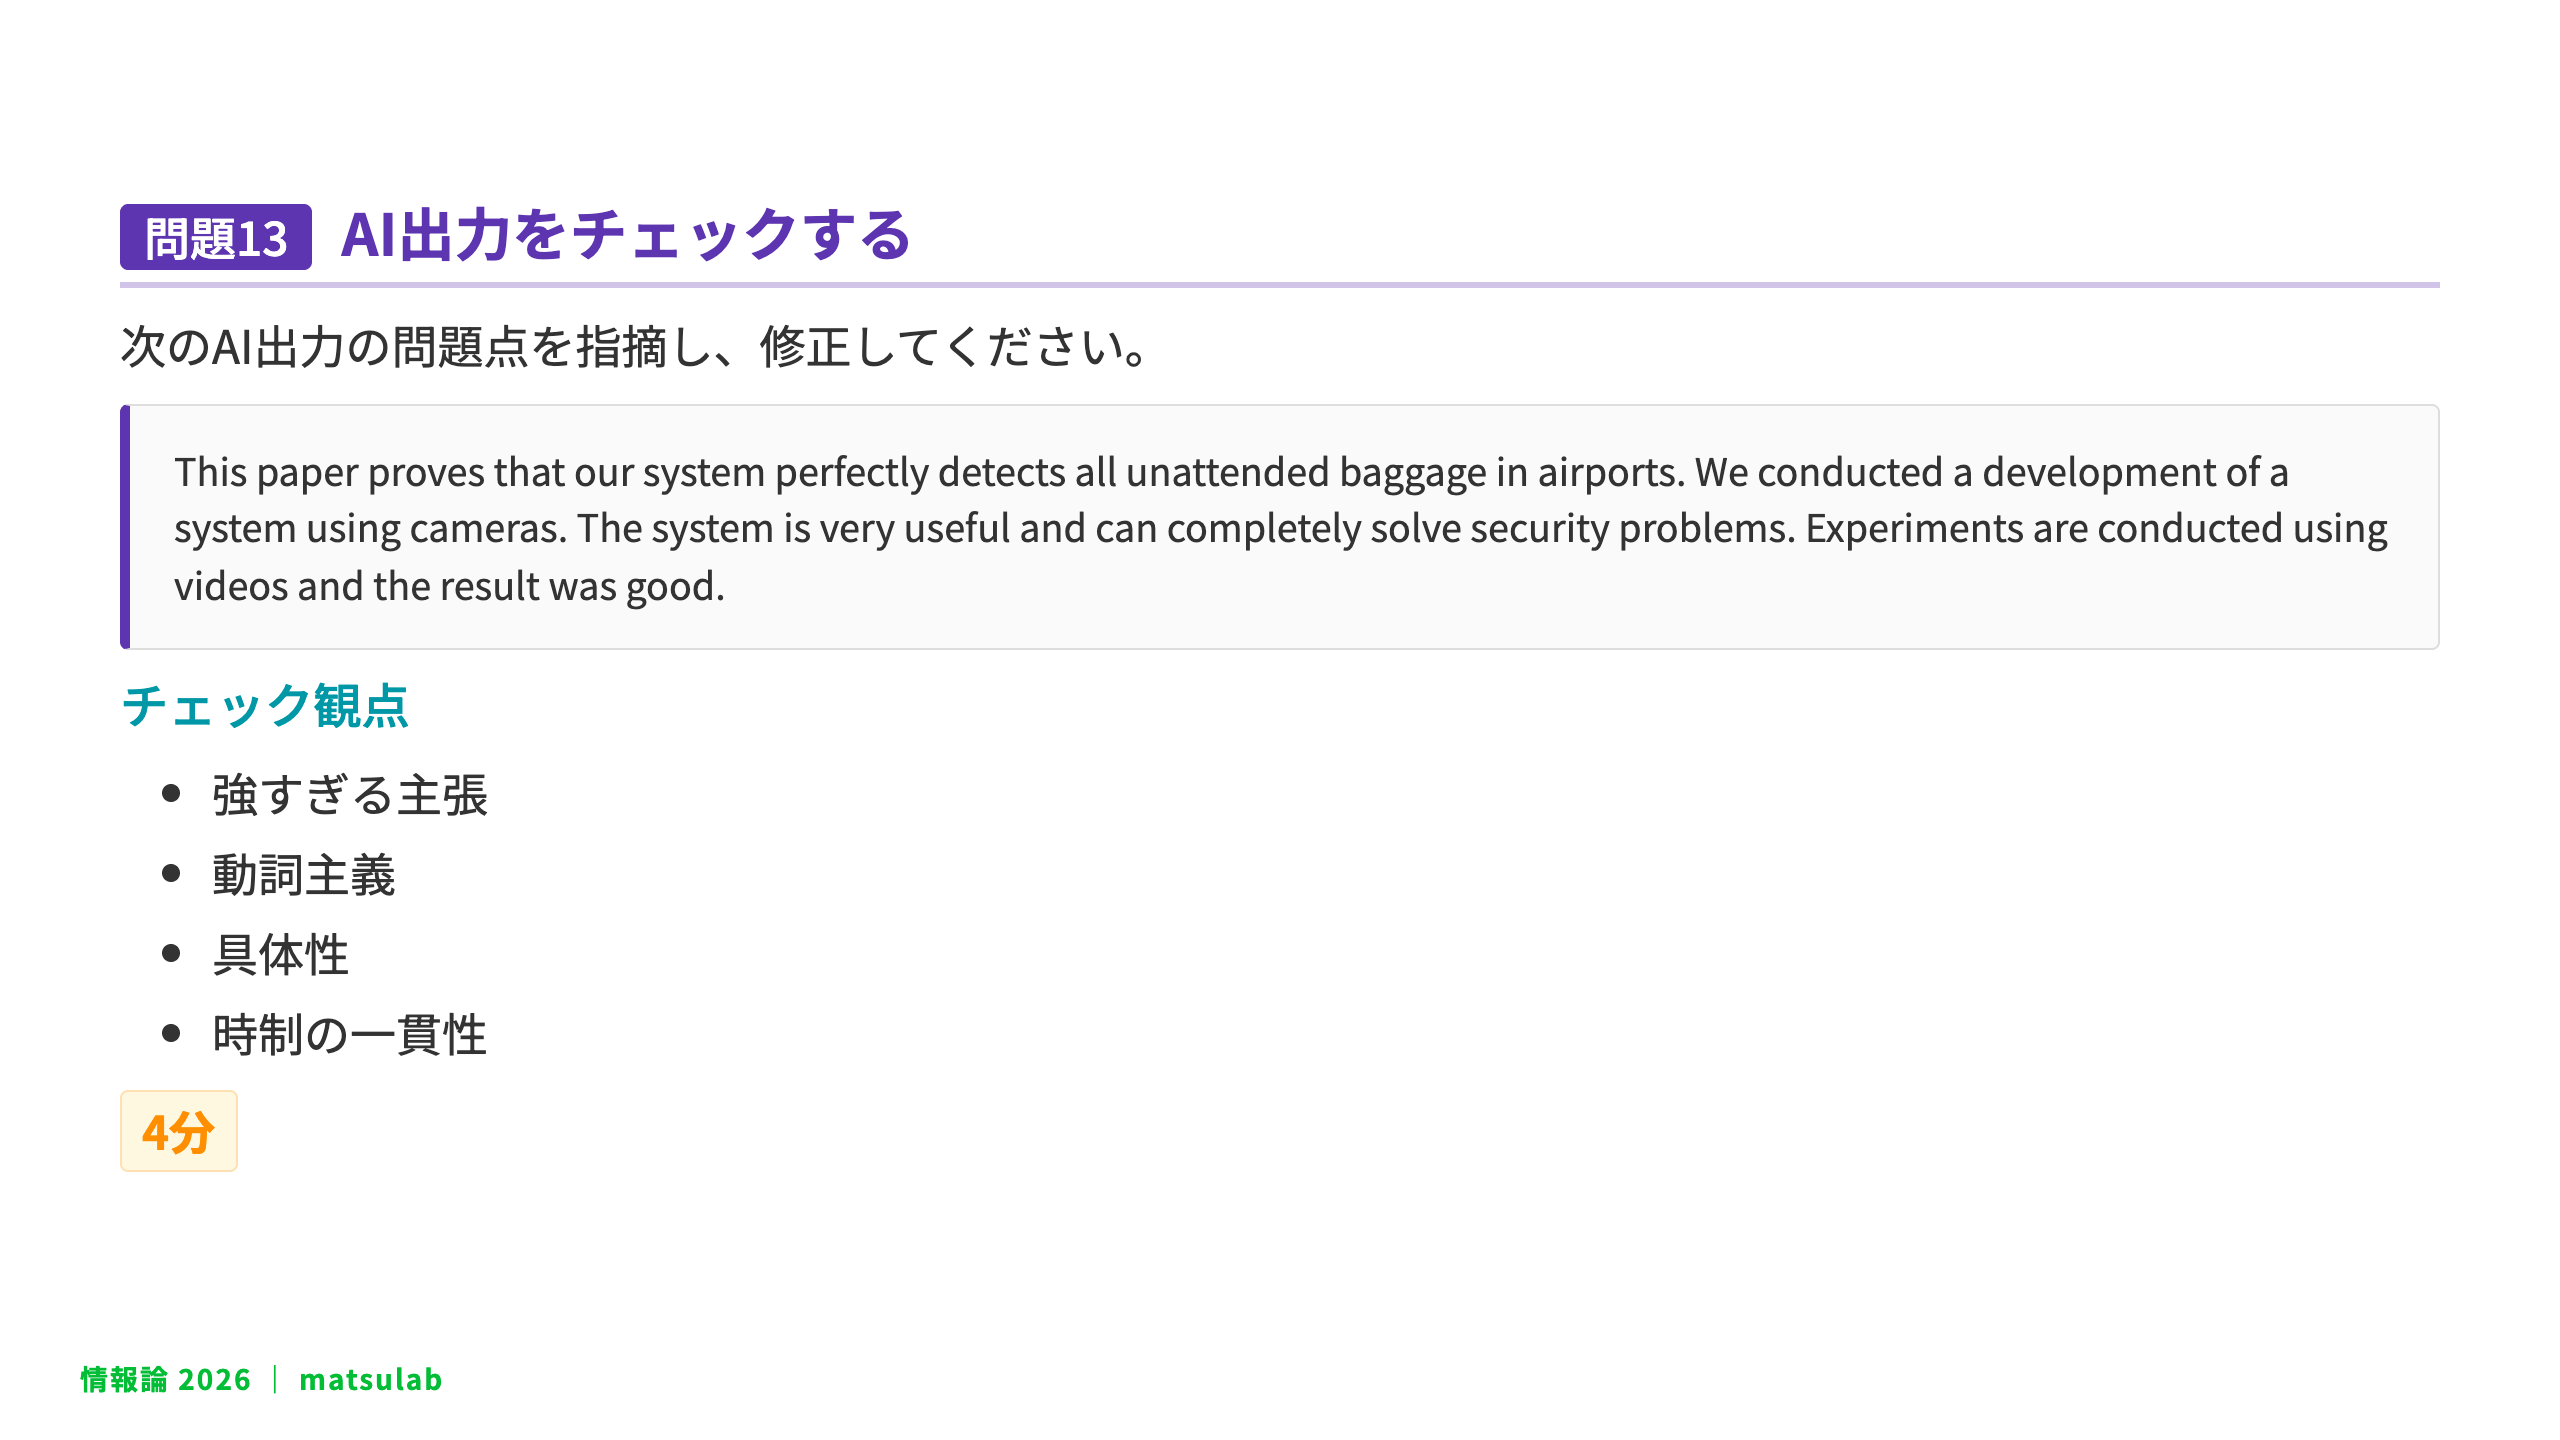 問題13 AI出力をチェックする
次のAI出力の問題点を指摘し、修正してください。
This paper proves that our system perfectly detects all unattended baggage in airports. We conducted a development of a
system using cameras. The system is very useful and can completely solve security problems. Experiments are conducted using
videos and the result was good.
チェック観点
• 強すぎる主張
• 動詞主義
• 具体性
• 時制の一貫性
4分
情報論 2026 | matsulab